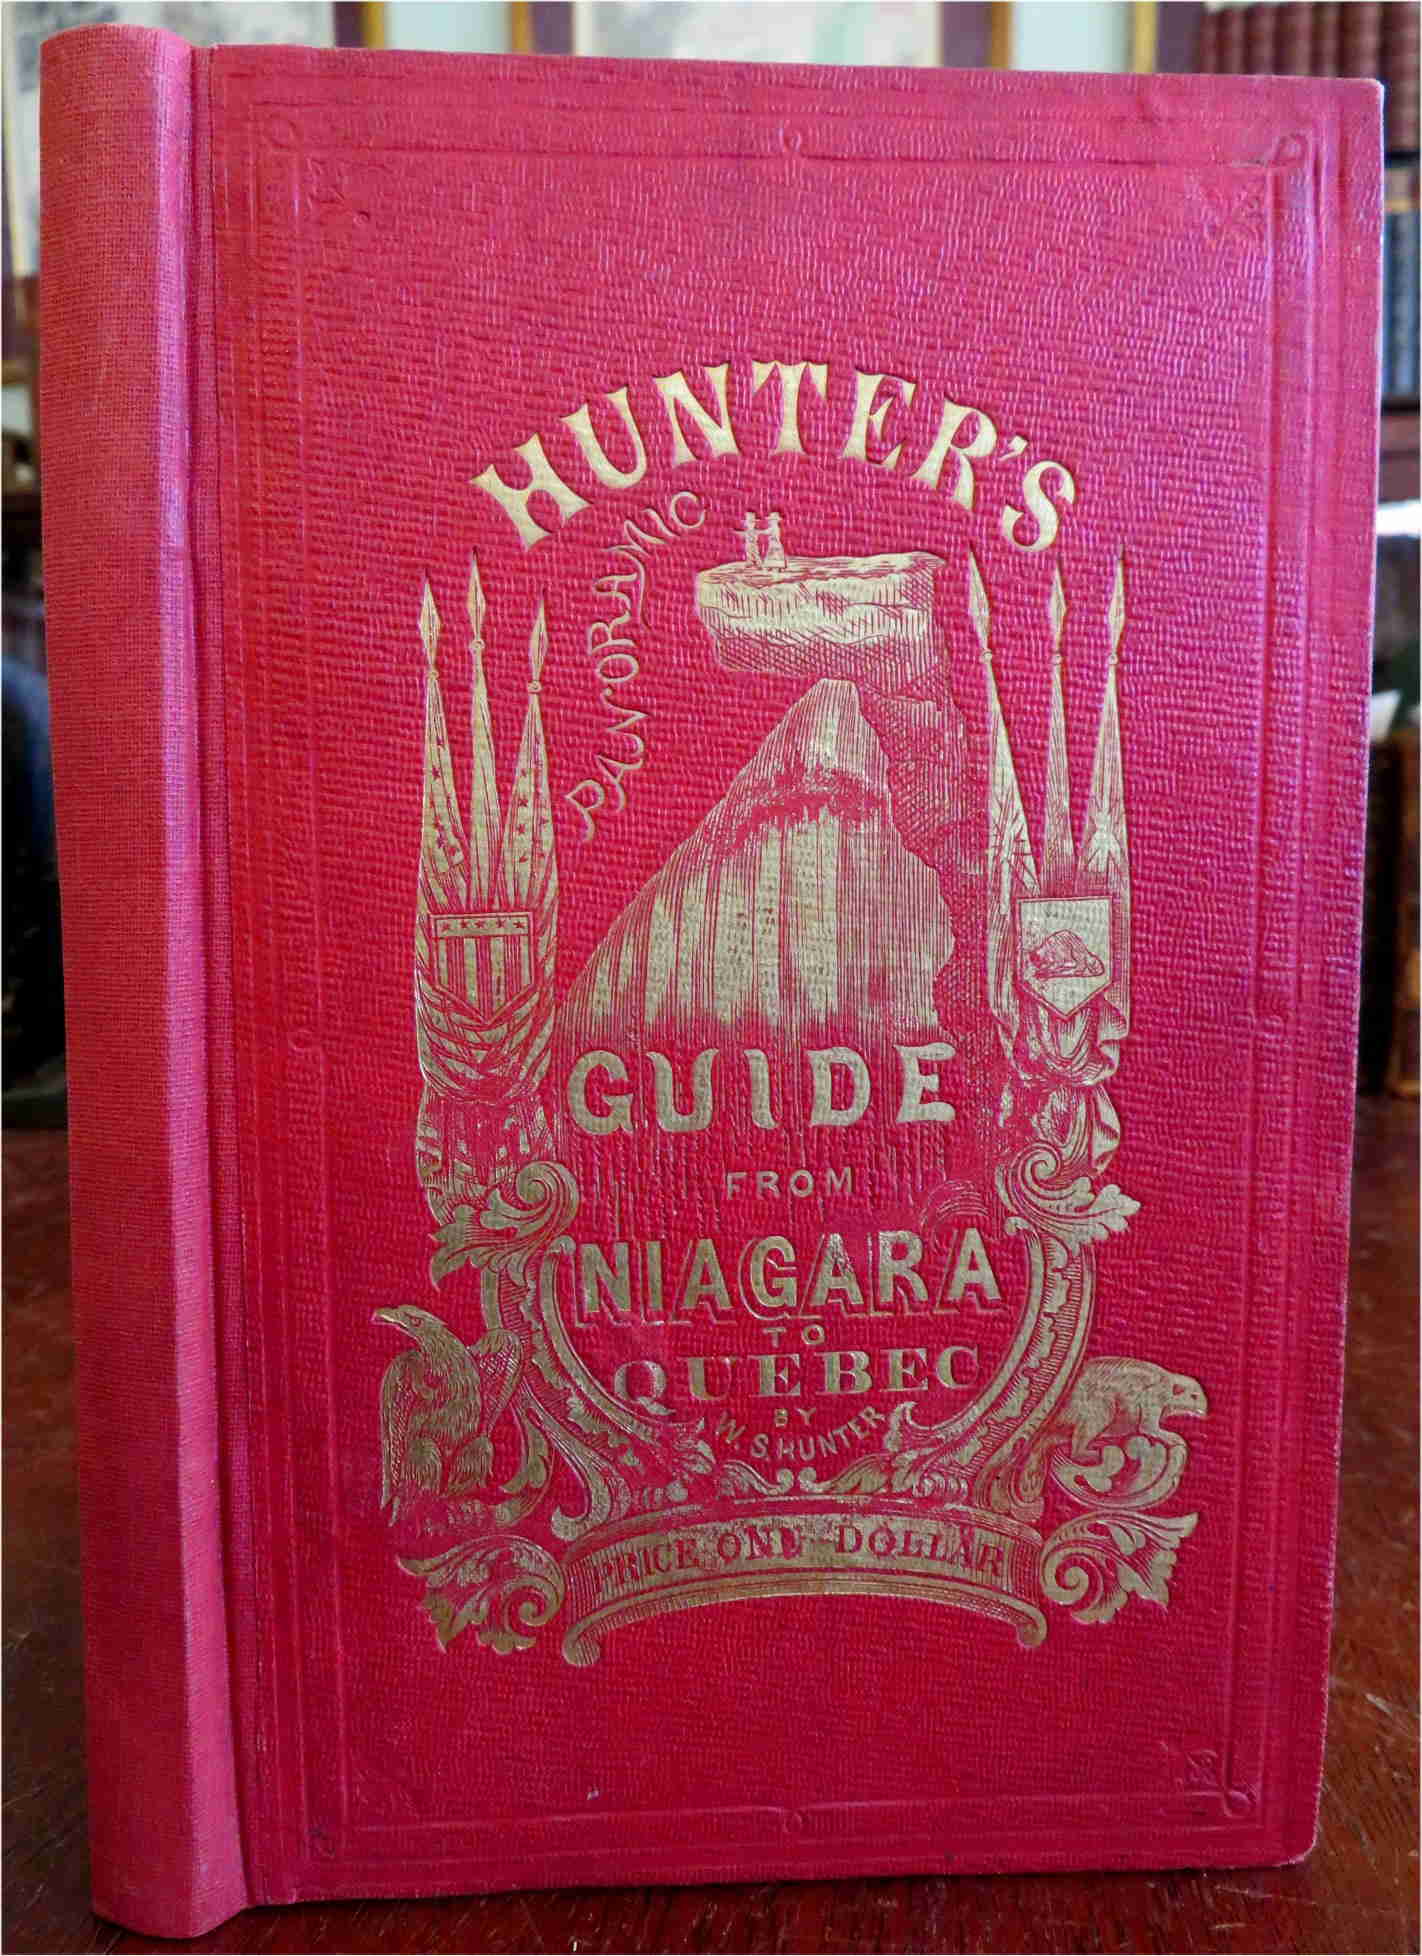 HUNTER'S
PANORAMIC
GUIDE
FROM
NIAGARA
TO
QUEBEC
BY
W. S. HUNTER
PRICE ONE DOLLAR